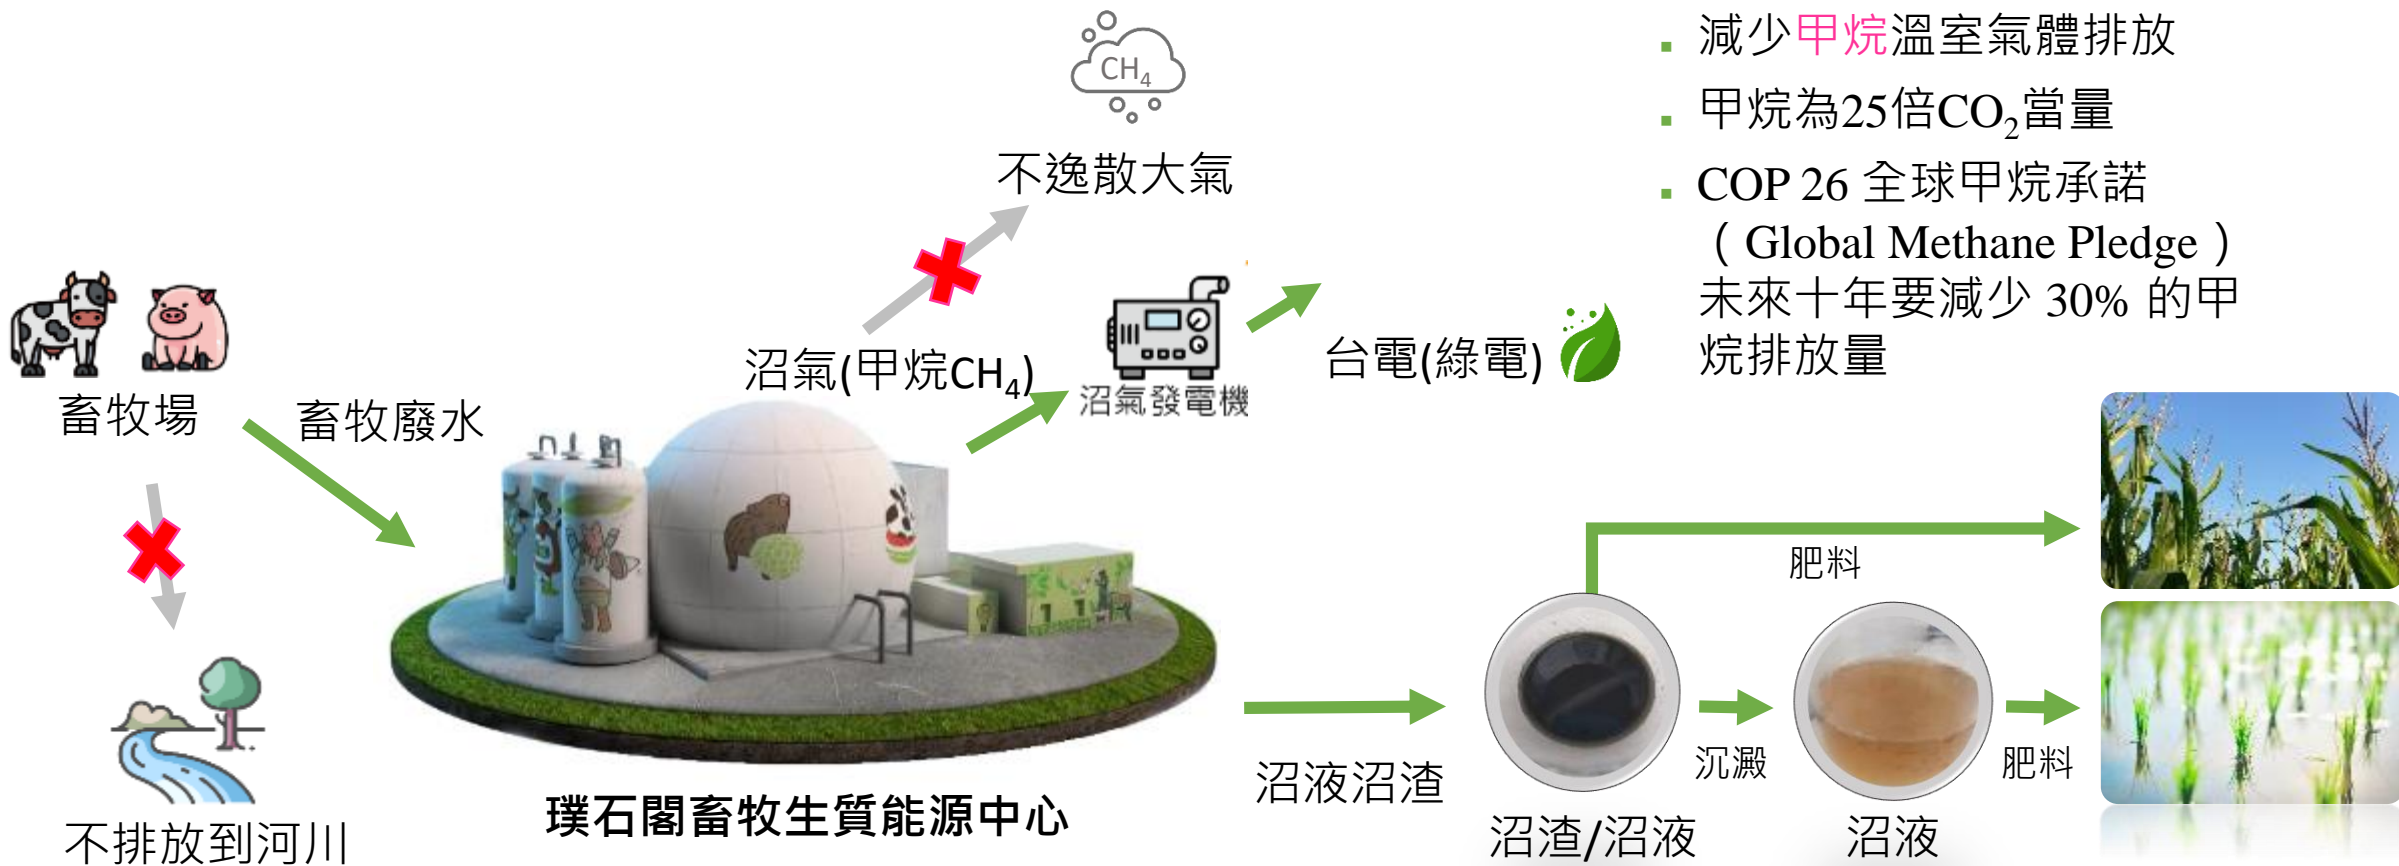 減少甲烷溫室氣體排放
甲烷為25倍CO₂當量
COP 26 全球甲烷承諾
（Global Methane Pledge）
未來十年要減少 30% 的甲
烷排放量
CH₄
不逸散大氣
沼氣(甲烷CH₄)
沼氣發電機
台電(綠電)
畜牧場
畜牧廢水
不排放到河川
璞石閣畜牧生質能源中心
沼液沼渣
肥料
沼渣/沼液
沉澱
沼液
肥料